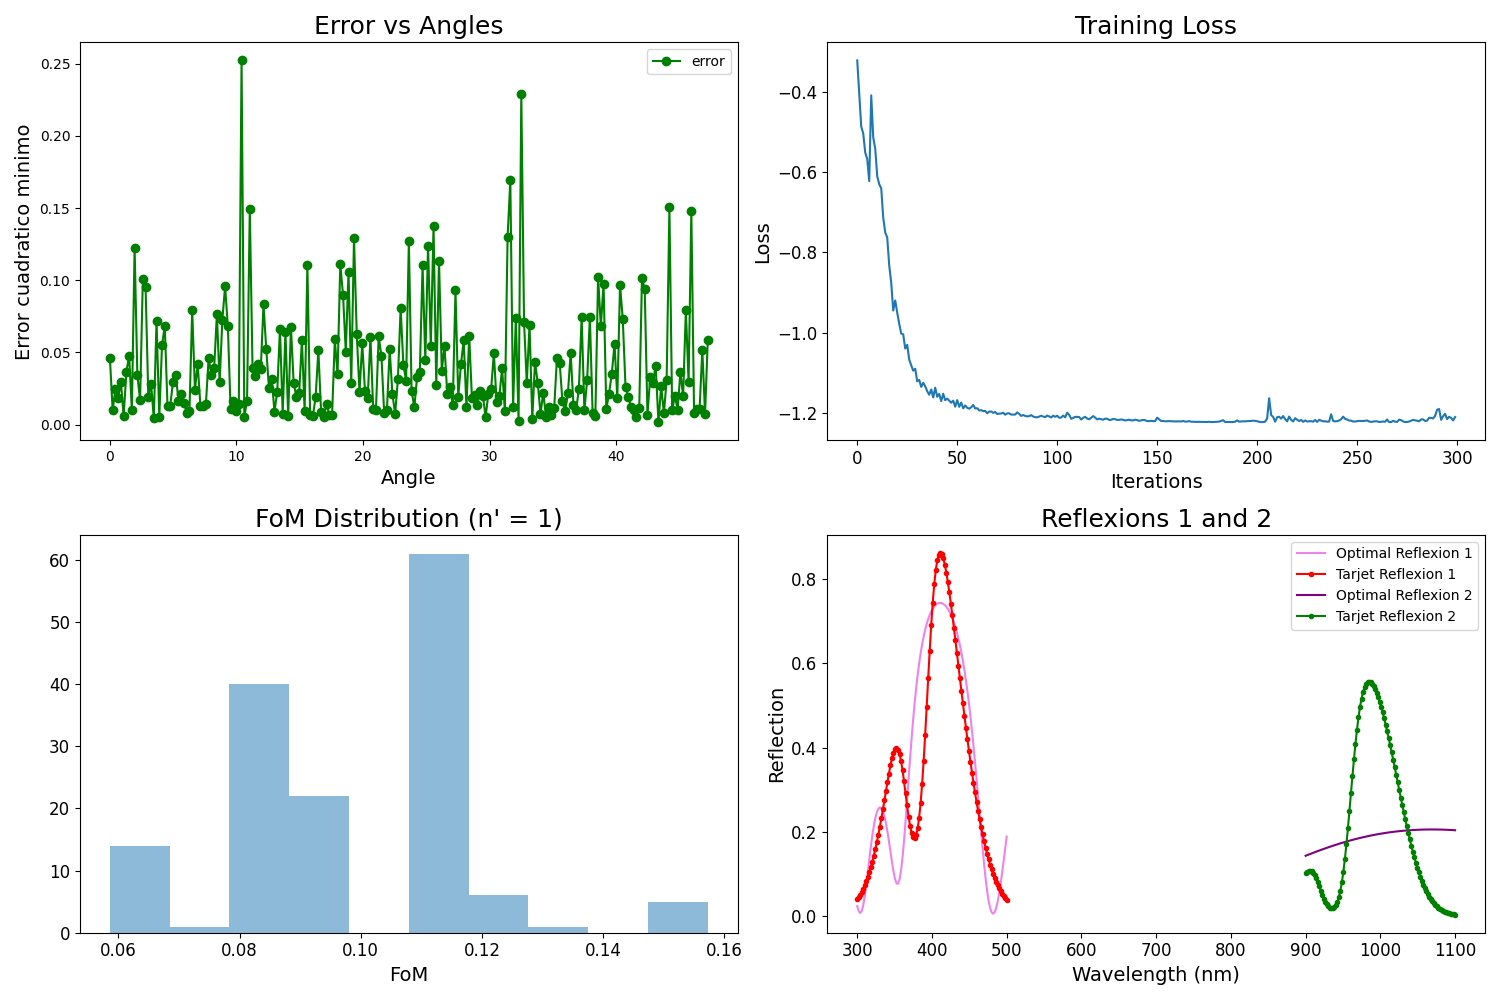 Error vs Angles
error
Error cuadratico minimo
0.25
0.20
0.15
0.10
0.05
0.00
0 10 20 30 40
Angle
Training Loss
Loss
−0.4
−0.6
−0.8
−1.0
−1.2
0 50 100 150 200 250 300
Iterations
FoM Distribution (n' = 1)
60
50
40
30
20
10
0
0.06 0.08 0.10 0.12 0.14 0.16
FoM
Reflexions 1 and 2
Optimal Reflexion 1
Tarjet Reflexion 1
Optimal Reflexion 2
Tarjet Reflexion 2
Reflection
0.8
0.6
0.4
0.2
0.0
300 400 500 600 700 800 900 1000 1100
Wavelength (nm)